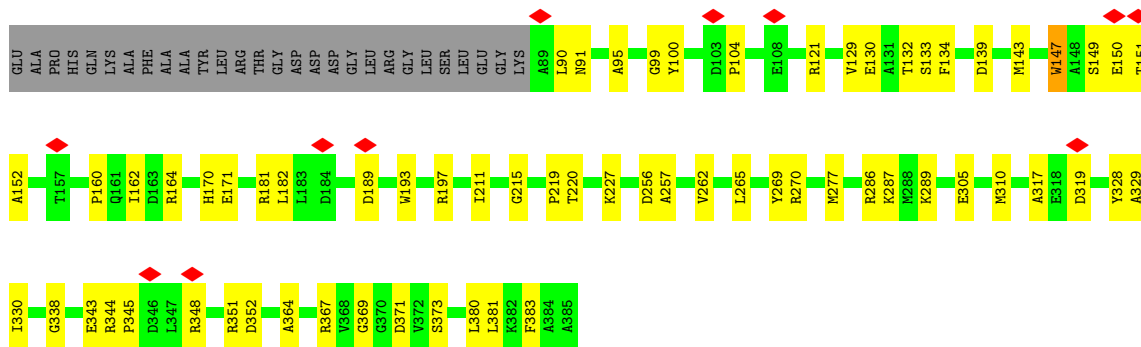 GLU ALA PRO HIS GLN LYS ALA PHE ALA ALA TYR LEU ARG THR GLY ASP ASP ASP GLY LEU ARG GLY LEU SER LEU GLU GLY LYS A89 L90 N91 A95 G99 Y100 D103 P104 E108 R121 V129 E130 A131 T132 S133 F134 D139 M143 W147 A148 S149 E150 T151
A152 T157 P160 Q161 I162 D163 R164 H170 E171 R181 L182 L183 D184 D189 W193 R197 I211 G215 P219 T220 K227 D256 A257 V262 L265 Y269 R270 M277 R286 K287 M288 K289 E305 M310 A317 E318 D319 Y328 A329
I330 G338 E343 R344 P345 D346 L347 R348 R351 D352 A364 R367 V368 G369 G370 D371 V372 S373 L380 L381 K382 F383 A384 A385